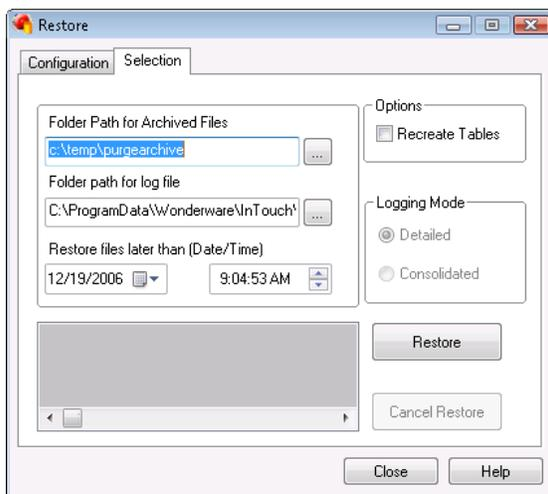 Restore
Configuration
Selection
Folder Path for Archived Files
c:\temp\purgearchive
...
Folder path for log file
C:\ProgramData\Wonderware\InTouch\
...
Restore files later than (Date/Time)
12/19/2006
9:04:53 AM
Options
Recreate Tables
Logging Mode
Detailed
Consolidated
Restore
Cancel Restore
Close
Help